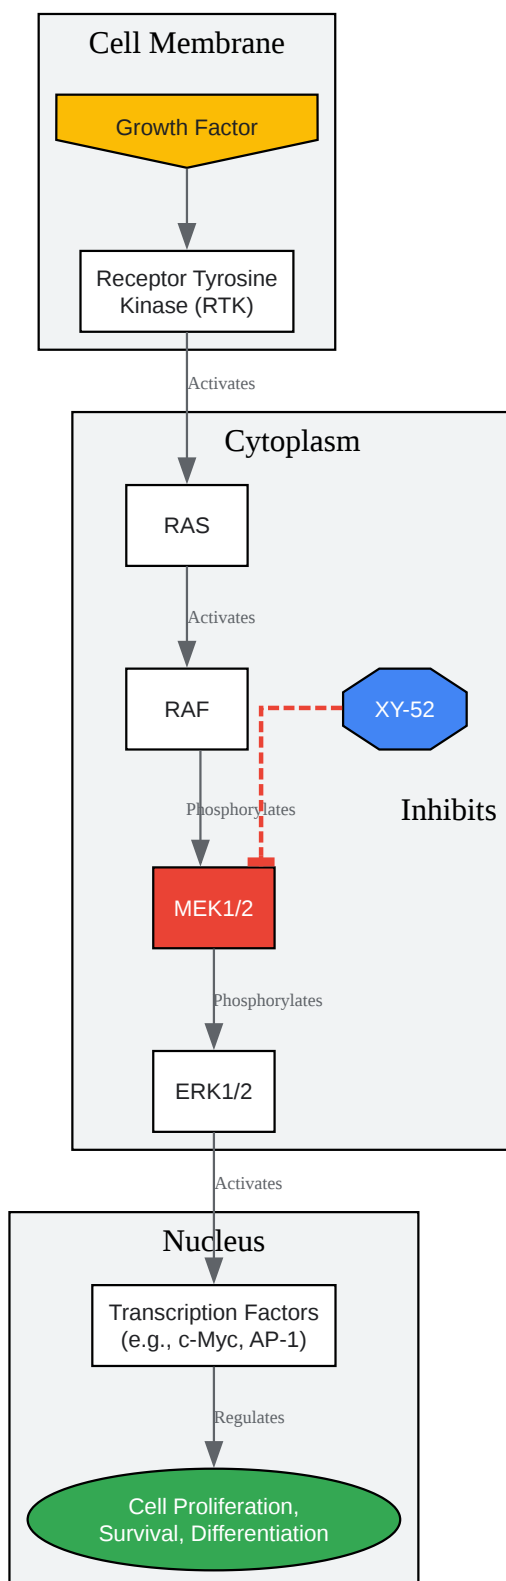 Cell Membrane
Growth Factor
Receptor Tyrosine
Kinase (RTK)
Activates
Cytoplasm
RAS
Activates
RAF
XY-52
Phosphorylates
Inhibits
MEK1/2
Phosphorylates
ERK1/2
Activates
Nucleus
Transcription Factors
(e.g., c-Myc, AP-1)
Regulates
Cell Proliferation,
Survival, Differentiation